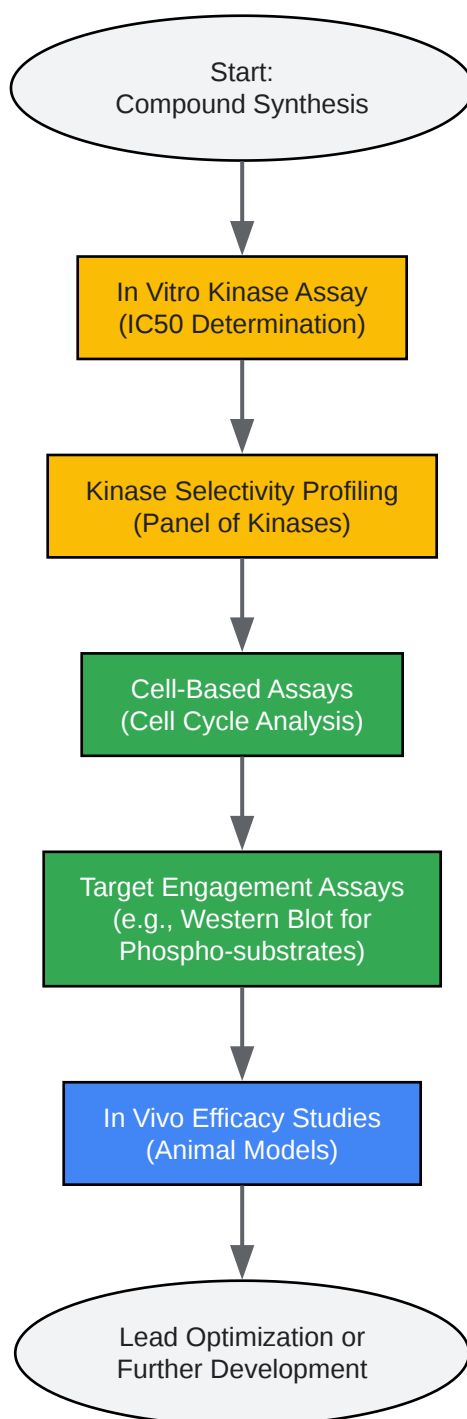 Start:
Compound Synthesis
In Vitro Kinase Assay
(IC50 Determination)
Kinase Selectivity Profiling
(Panel of Kinases)
Cell-Based Assays
(Cell Cycle Analysis)
Target Engagement Assays
(e.g., Western Blot for
Phospho-substrates)
In Vivo Efficacy Studies
(Animal Models)
Lead Optimization or
Further Development